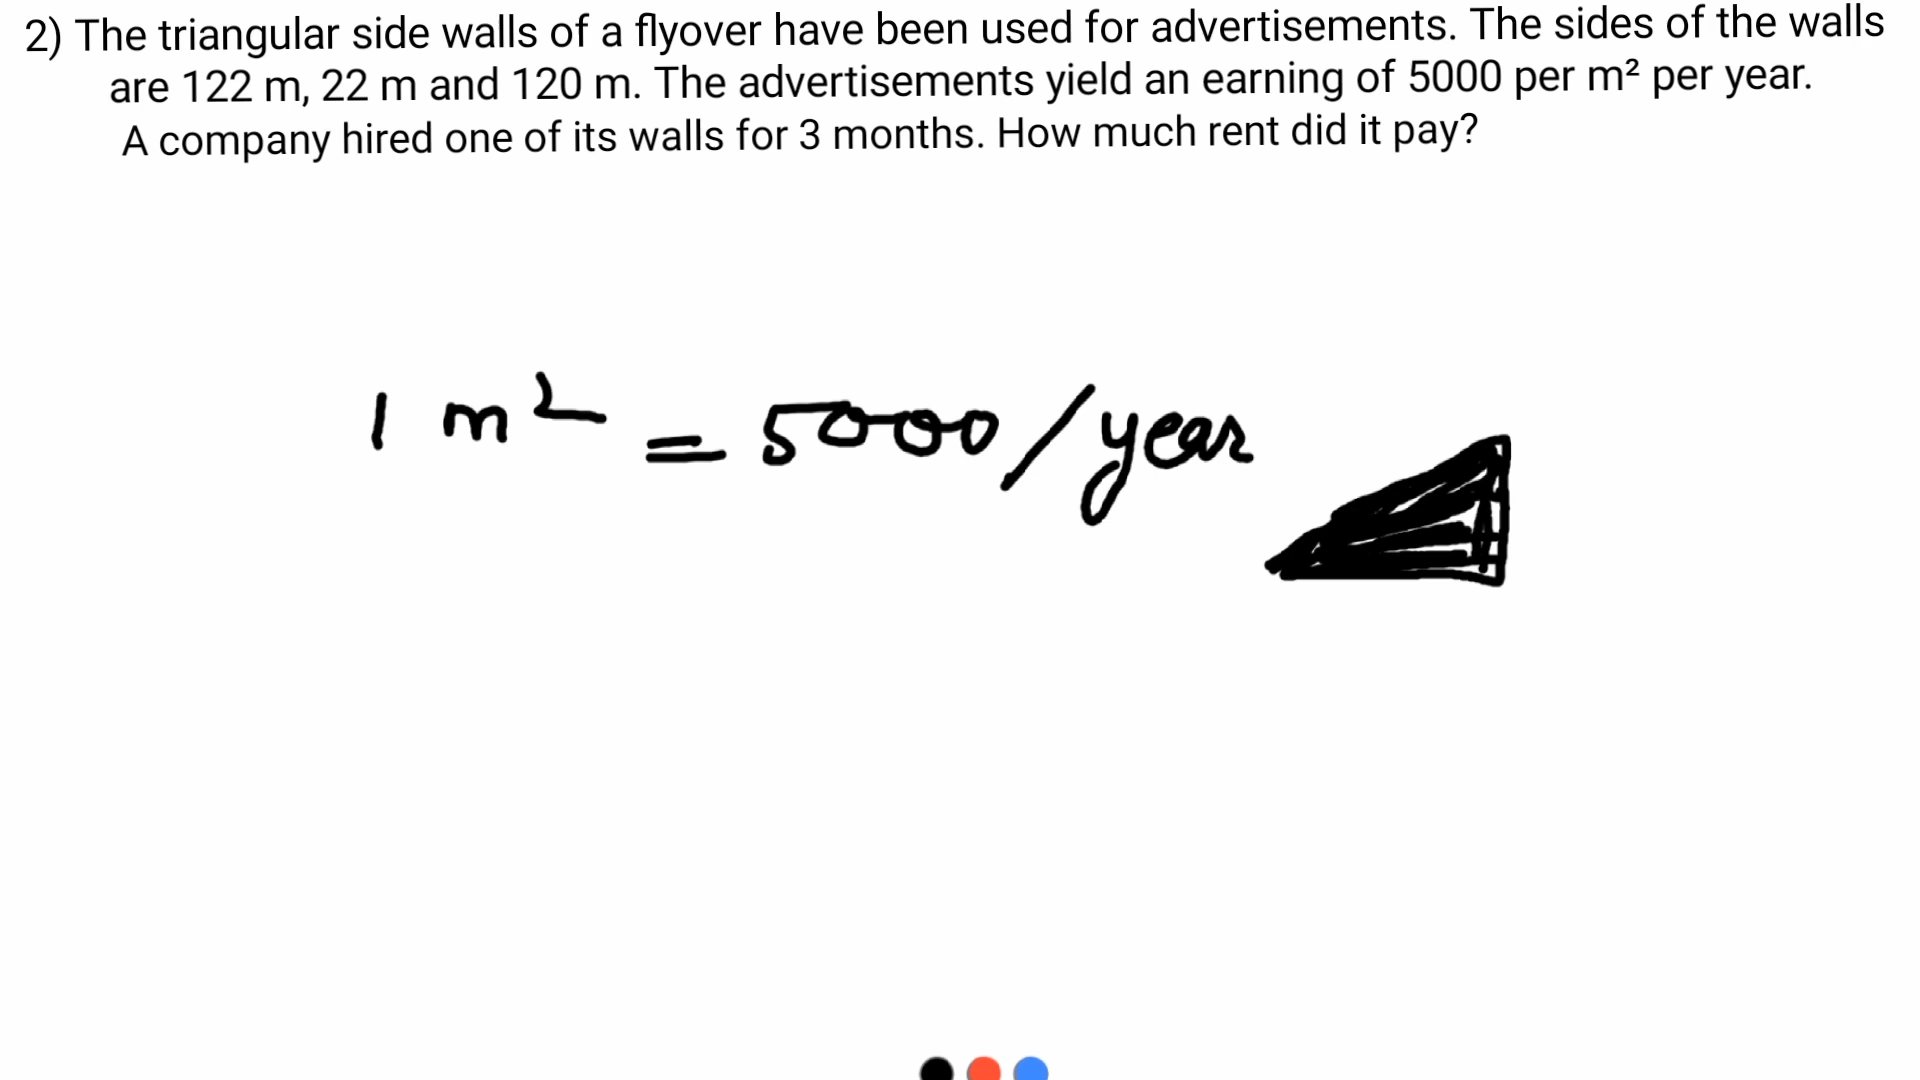 2) The triangular side walls of a flyover have been used for advertisements. The sides of the walls
are 122 m, 22 m and 120 m. The advertisements yield an earning of 5000 per m² per year.
A company hired one of its walls for 3 months. How much rent did it pay?
1 m² = 5000/year